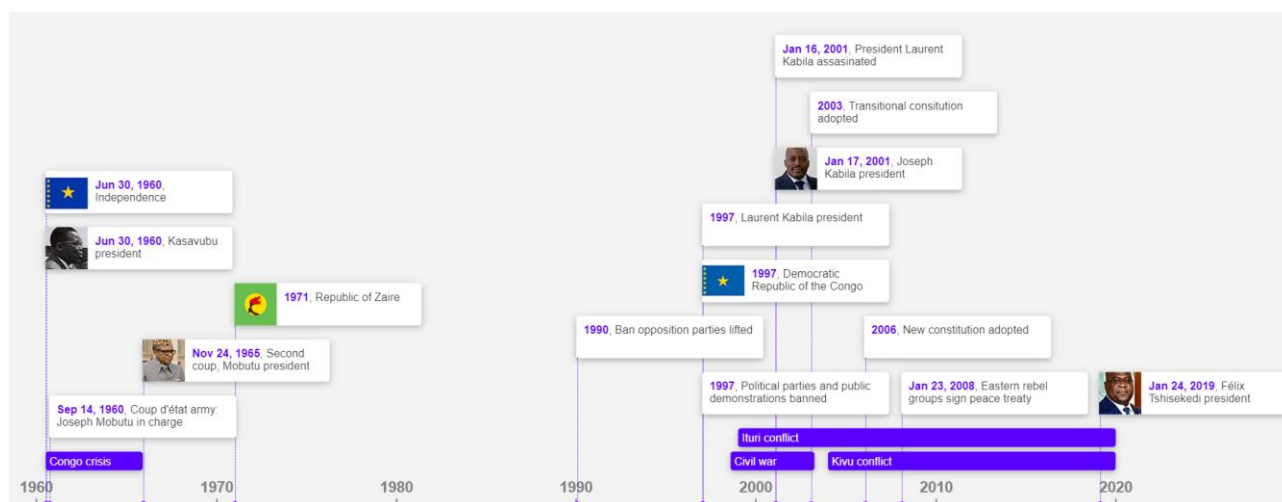 Jan 16, 2001, President Laurent
Kabila assasinated
2003, Transitional consitution
adopted
Jan 17, 2001, Joseph
Kabila president
Jun 30, 1960,
Independence
1997, Laurent Kabila president
Jun 30, 1960, Kasavubu
president
1997, Democratic
Republic of the Congo
1971, Republic of Zaire
1990, Ban opposition parties lifted
2006, New constitution adopted
Nov 24, 1965, Second
coup, Mobutu president
1997, Political parties and public
demonstrations banned
Jan 23, 2008, Eastern rebel
groups sign peace treaty
Jan 24, 2019, Félix
Tshisekedi president
Sep 14, 1960, Coup d'état army:
Joseph Mobutu in charge
Ituri conflict
Congo crisis
Civil war
Kivu conflict
1960
1970
1980
1990
2000
2010
2020